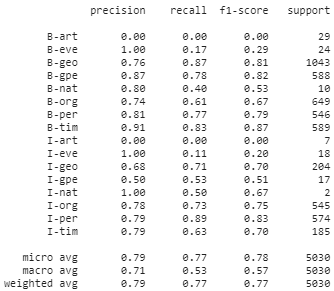 precision recall f1-score support
B-art 0.00 0.00 0.00 29
B-eve 1.00 0.17 0.29 24
B-geo 0.76 0.87 0.81 1043
B-gpe 0.87 0.78 0.82 588
B-nat 0.80 0.40 0.53 10
B-org 0.74 0.61 0.67 649
B-per 0.81 0.77 0.79 546
B-tim 0.91 0.83 0.87 589
I-art 0.00 0.00 0.00 7
I-eve 1.00 0.11 0.20 18
I-geo 0.68 0.71 0.70 204
I-gpe 0.50 0.53 0.51 17
I-nat 1.00 0.50 0.67 2
I-org 0.78 0.73 0.75 545
I-per 0.79 0.89 0.83 574
I-tim 0.79 0.63 0.70 185
micro avg 0.79 0.77 0.78 5030
macro avg 0.71 0.53 0.57 5030
weighted avg 0.79 0.77 0.77 5030